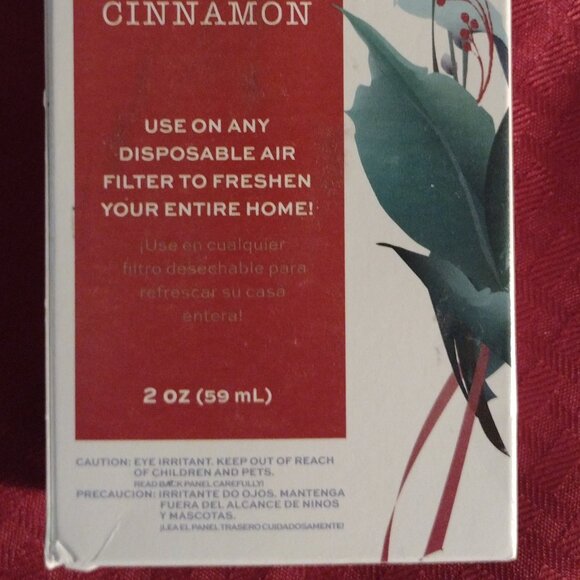 CINNAMON
USE ON ANY
DISPOSABLE AIR
FILTER TO FRESHEN
YOUR ENTIRE HOME!
¡Use en cualquier
filtro desechable para
refrescar su casa
entera!
2 OZ (59 mL)
CAUTION: EYE IRRITANT. KEEP OUT OF REACH
OF CHILDREN AND PETS.
READ BACK PANEL CAREFULLY!
PRECAUCION: IRRITANTE DO OJOS. MANTENGA
FUERA DEL ALCANCE DE NINOS
Y MASCOTAS.
¡LEA EL PANEL TRASERO CUIDADOSAMENTE!